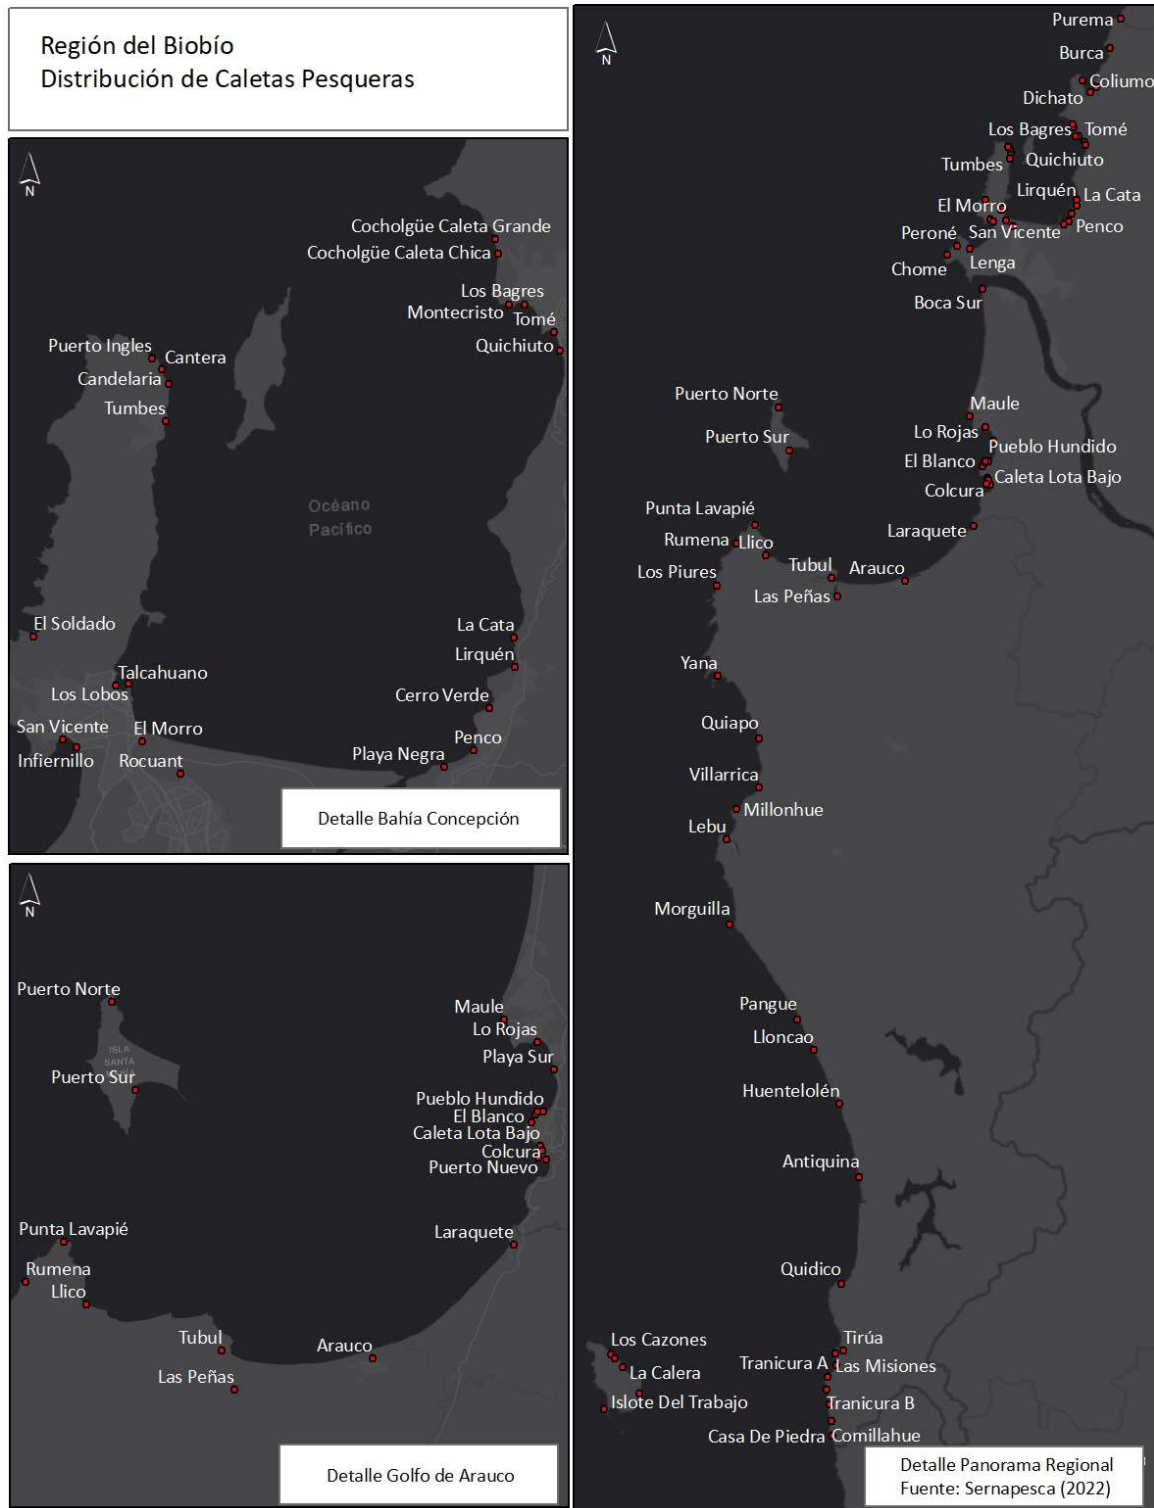 Región del Biobío
Distribución de Caletas Pesqueras
N
Cocholgüe Caleta Grande
Cocholgüe Caleta Chica
Los Bagres
Montecristo
Tomé
Quichiuto
Puerto Ingles
Cantera
Candelaria
Tumbes
Océano
Pacífico
El Soldado
La Cata
Lirquén
Talcahuano
Los Lobos
Cerro Verde
San Vicente
El Morro
Penco
Infiernillo
Rocuant
Playa Negra
Detalle Bahía Concepción
N
Puerto Norte
Maule
Lo Rojas
ISLA
SANTA
Playa Sur
Puerto Sur
Pueblo Hundido
El Blanco
Caleta Lota Bajo
Colcura
Puerto Nuevo
Punta Lavapié
Laraquete
Rumena
Llico
Tubul
Arauco
Las Peñas
Detalle Golfo de Arauco
N
Purema
Burca
Coliumo
Dichato
Los Bagres
Tomé
Tumbes
Quichiuto
Lirquén
La Cata
El Morro
Peroné
San Vicente
Penco
Chome
Lenga
Boca Sur
Puerto Norte
Maule
Puerto Sur
Lo Rojas
Pueblo Hundido
El Blanco
Caleta Lota Bajo
Colcura
Punta Lavapié
Laraquete
Rumena
Llico
Los Piures
Tubul
Arauco
Las Peñas
Yana
Quiapo
Villarrica
Millonhue
Lebu
Morguilla
Pangue
Lloncao
Huentelolén
Antiquina
Quidico
Los Cazones
Tirúa
Tranicura A
Las Misiones
La Calera
Islote Del Trabajo
Tranicura B
Casa De Piedra
Comillahue
Detalle Panorama Regional
Fuente: Sernapesca (2022)